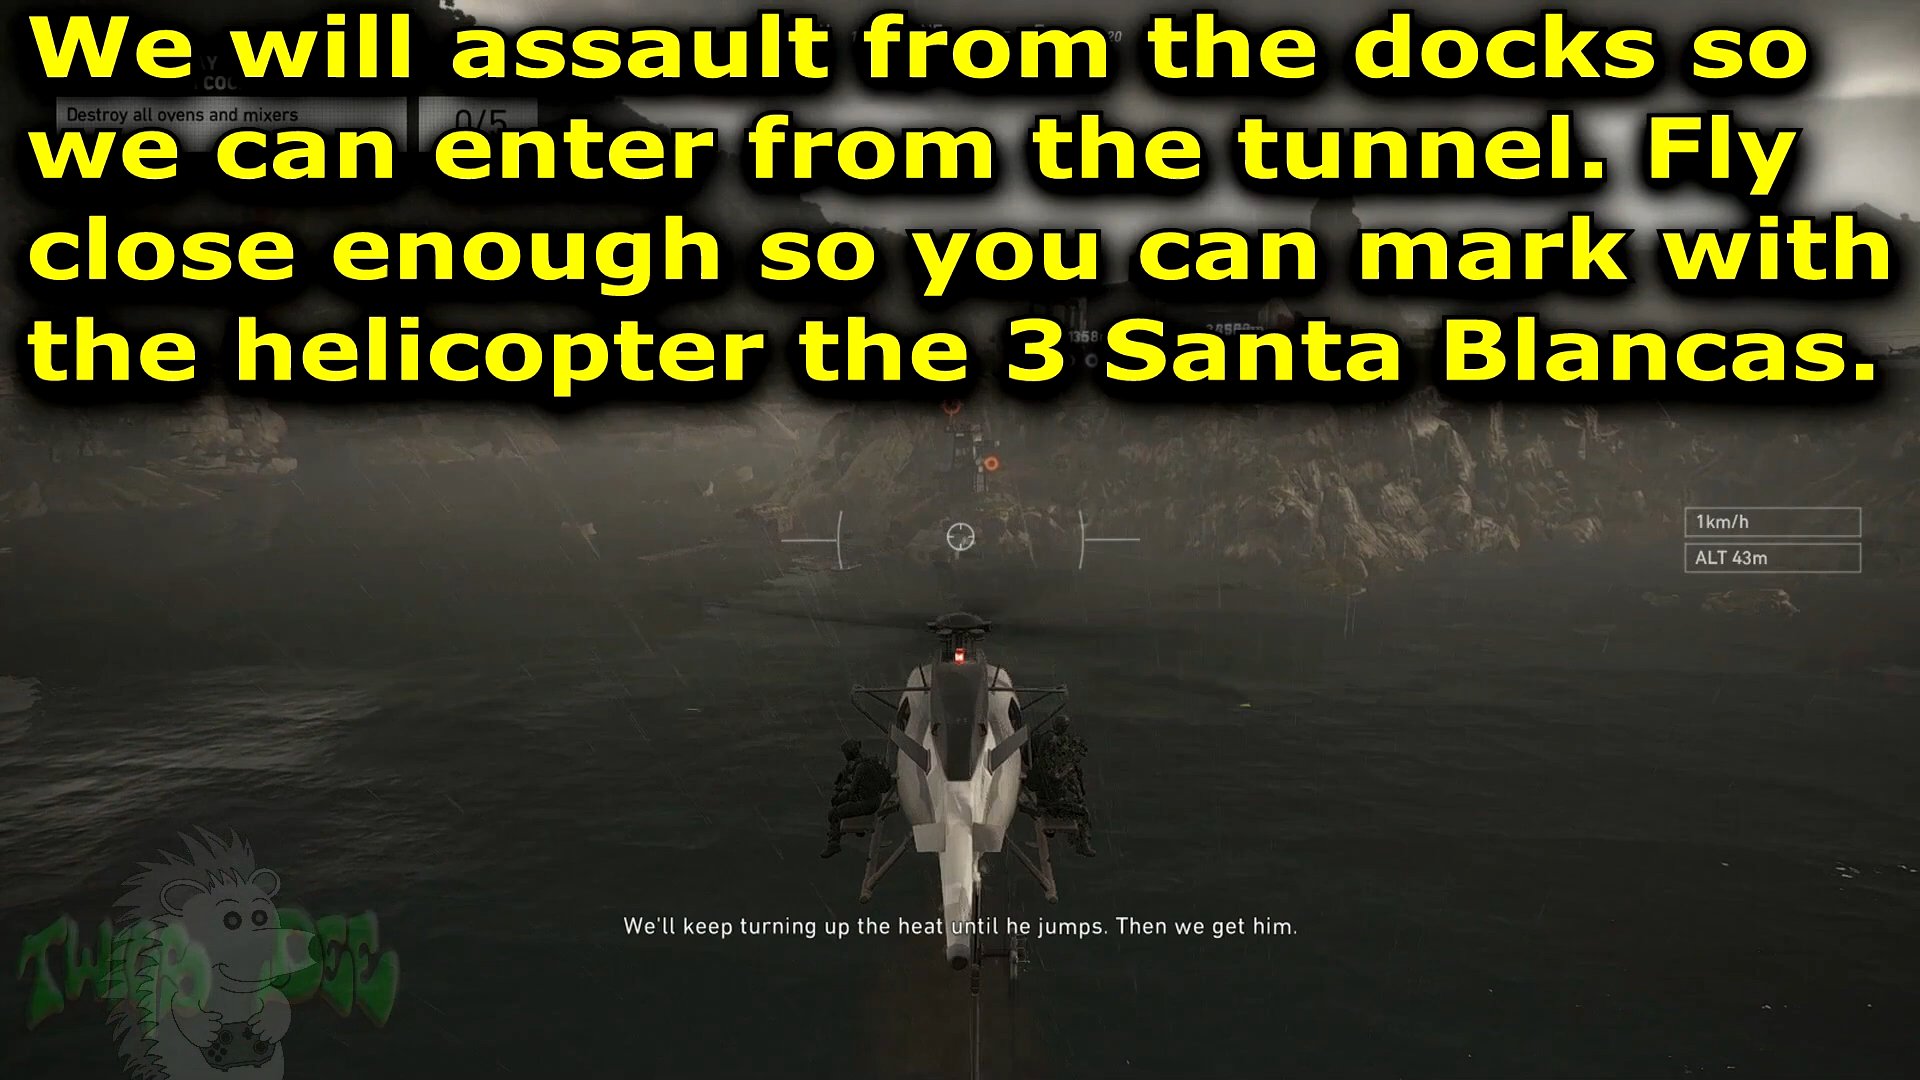 We will assault from the docks so
we can enter from the tunnel. Fly
close enough so you can mark with
the helicopter the 3 Santa Blancas.
Destroy all ovens and mixers
0/5
1km/h
ALT 43m
We'll keep turning up the heat until he jumps. Then we get him.